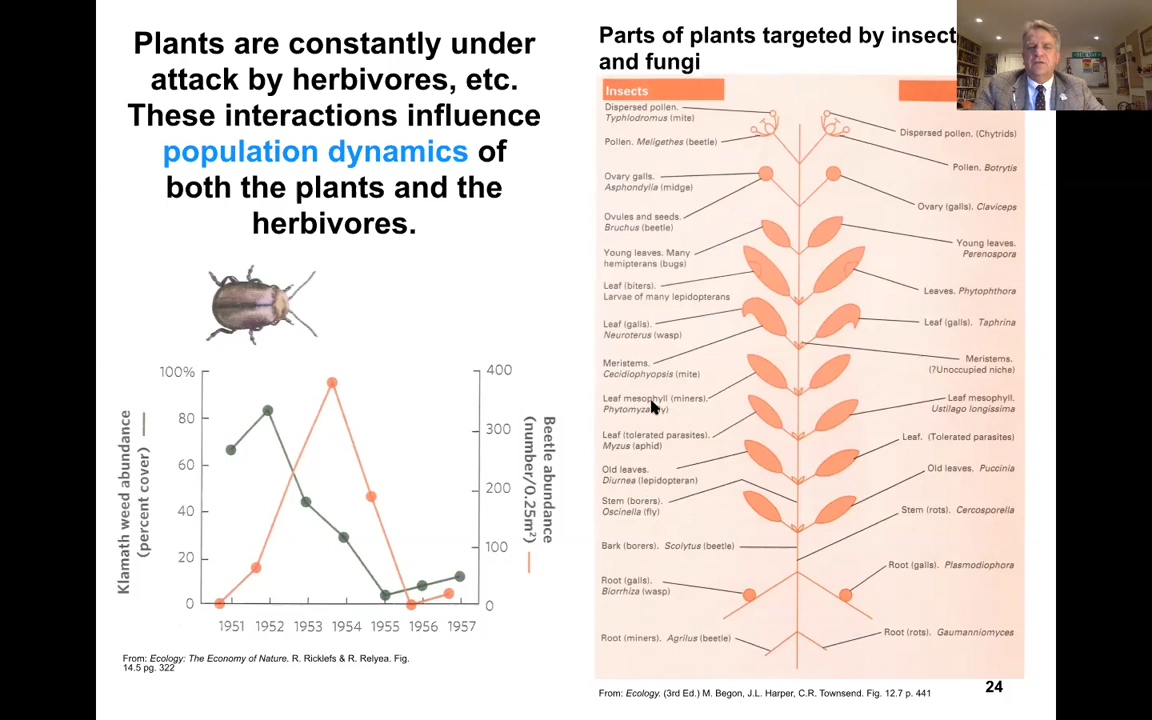 Plants are constantly under
attack by herbivores, etc.
These interactions influence
population dynamics of
both the plants and the
herbivores.
100%
80
60
40
20
0
Klamath weed abundance
(percent cover)
400
300
200
100
0
Beetle abundance
(number/0.25m²)
1951 1952 1953 1954 1955 1956 1957
From: Ecology: The Economy of Nature. R. Ricklefs & R. Relyea. Fig.
14.5 pg. 322
Parts of plants targeted by insect
and fungi
Insects
Dispersed pollen.
Typhlodromus (mite)
Pollen. Meligethes (beetle)
Ovary galls.
Asphondylia (midge)
Ovules and seeds.
Bruchus (beetle)
Young leaves. Many
hemipterans (bugs)
Leaf (biters).
Larvae of many lepidopterans
Leaf (galls).
Neuroterus (wasp)
Meristems.
Cecidiophyopsis (mite)
Leaf mesophyll (miners).
Leaf (tolerated parasites).
Myzus (aphid)
Old leaves.
Diurnea (lepidopteran)
Stem (borers).
Oscinella (fly)
Bark (borers). Scolytus (beetle)
Root (galls).
Biorrhiza (wasp)
Root (miners). Agrilus (beetle)
Dispersed pollen. (Chytrids)
Pollen. Botrytis
Ovary (galls). Claviceps
Young leaves.
Perenospora
Leaves. Phytophthora
Leaf (galls). Taphrina
Meristems.
(?Unoccupied niche)
Leaf mesophyll.
Ustilago longissima
Leaf. (Tolerated parasites)
Old leaves. Puccinia
Stem (rots). Cercosporella
Root (galls). Plasmodiophora
Root (rots). Gaumanniomyces
From: Ecology. (3rd Ed.) M. Begon, J.L. Harper, C.R. Townsend. Fig. 12.7 p. 441
24